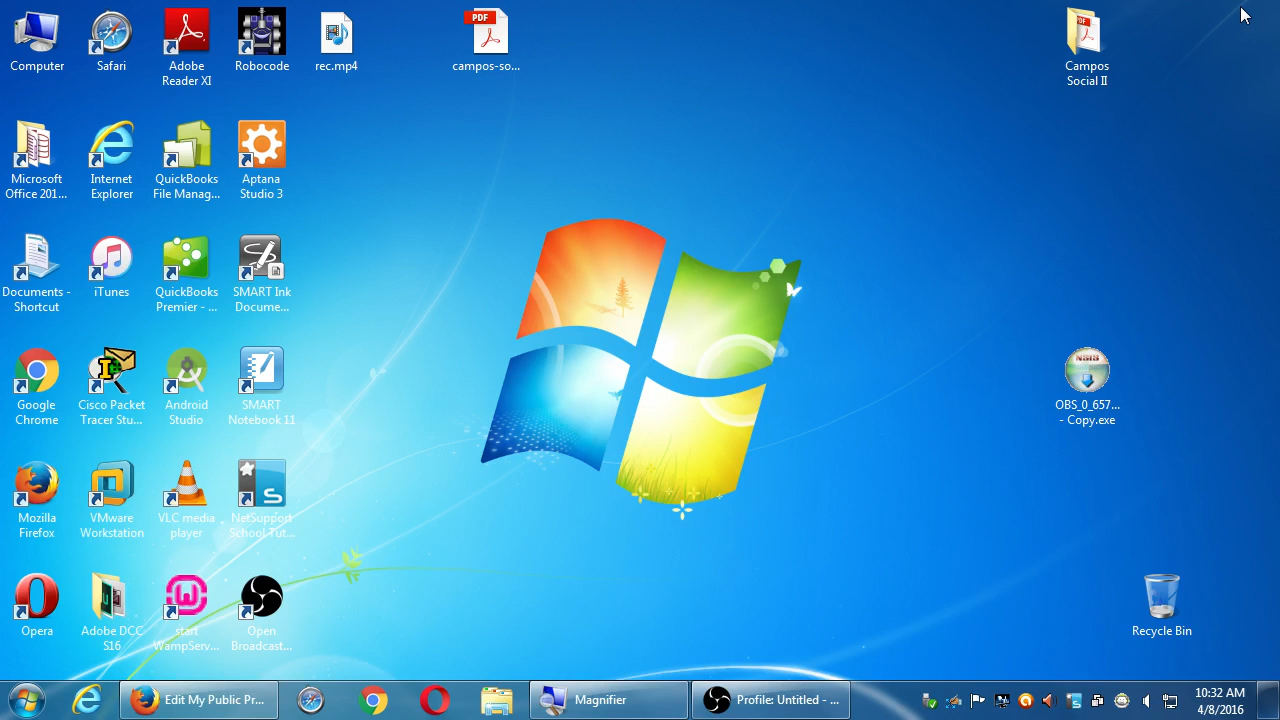 Computer
Safari
Adobe
Reader XI
Robocode
rec.mp4
PDF
campos-so...
PDF
Campos
Social II
Microsoft
Office 201...
Internet
Explorer
QuickBooks
File Manag...
Aptana
Studio 3
Documents -
Shortcut
iTunes
QuickBooks
Premier - ...
SMART Ink
Docume...
Google
Chrome
Cisco Packet
Tracer Stu...
Android
Studio
SMART
Notebook 11
NSIS
OBS_0_657...
- Copy.exe
Mozilla
Firefox
VMware
Workstation
VLC media
player
NetSupport
School Tut...
Opera
Adobe DCC
S16
start
WampServ...
Open
Broadcast...
Recycle Bin
Edit My Public Pr...
Magnifier
Profile: Untitled - ...
10:32 AM
4/8/2016